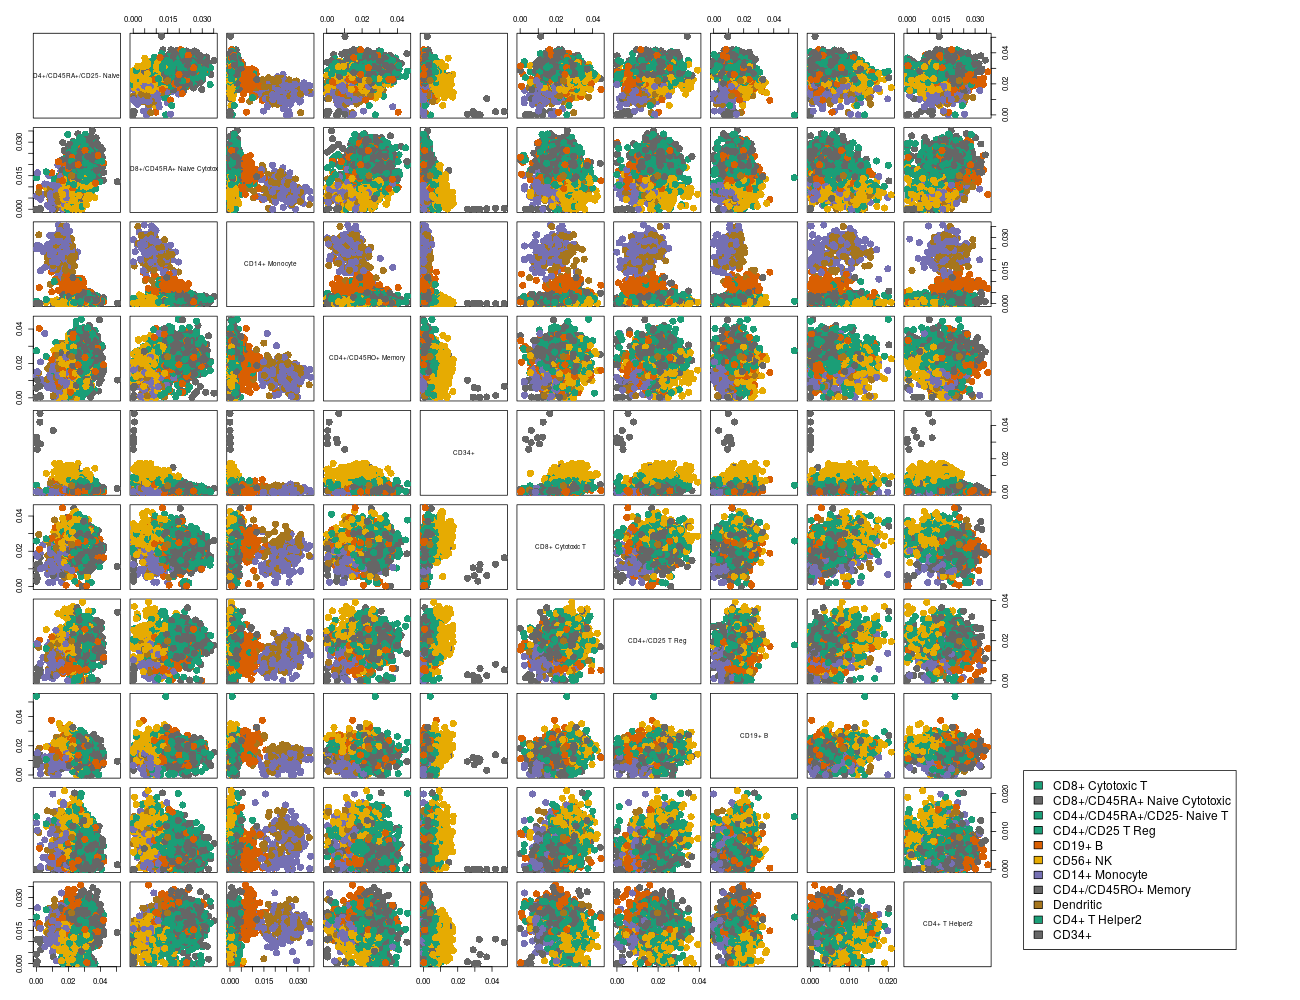 0.000 0.015 0.030 0.00 0.02 0.04 0.00 0.02 0.04 0.00 0.02 0.04 0.000 0.015 0.030
D4+/CD45RA+/CD25- Naive
0.00 0.02 0.04
D8+/CD45RA+ Naive Cytotox
0.000 0.015 0.030
CD14+ Monocyte
0.000 0.015 0.030
CD4+/CD45RO+ Memory
0.00 0.02 0.04
CD34+
0.00 0.02 0.04
CD8+ Cytotoxic T
0.00 0.02 0.04
CD4+/CD25 T Reg
0.00 0.02 0.04
CD19+ B
0.00 0.02 0.04
0.000 0.010 0.020
CD4+ T Helper2
0.000 0.015 0.030
0.00 0.02 0.04 0.000 0.015 0.030 0.00 0.02 0.04 0.00 0.02 0.04 0.000 0.010 0.020
CD8+ Cytotoxic T
CD8+/CD45RA+ Naive Cytotoxic
CD4+/CD45RA+/CD25- Naive T
CD4+/CD25 T Reg
CD19+ B
CD56+ NK
CD14+ Monocyte
CD4+/CD45RO+ Memory
Dendritic
CD4+ T Helper2
CD34+